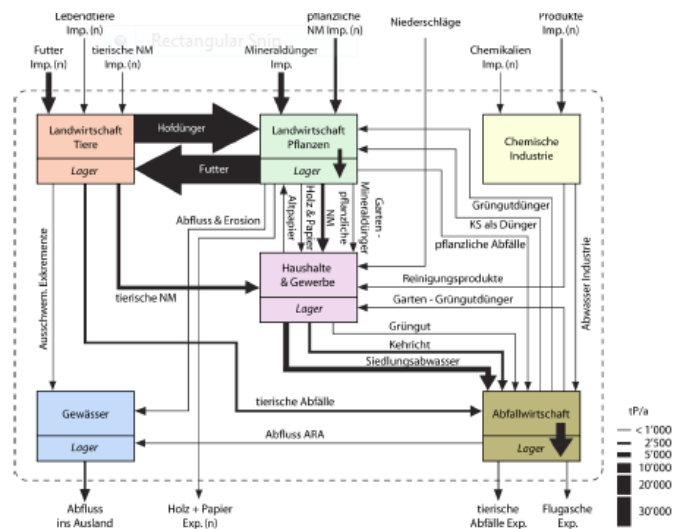 Lebendtiere
Imp. (n)
pflanzliche
NM Imp. (n)
Niederschläge
Produkte
Imp. (n)
Rectangular Snip
Futter
Imp. (n)
tierische NM
Imp. (n)
Mineraldünger
Imp.
Chemikalien
Imp. (n)
Landwirtschaft
Tiere
Lager
Hofdünger
Futter
Landwirtschaft
Pflanzen
Lager
Chemische
Industrie
Abfluss & Erosion
Altpapier
Holz & Papier
NM
pflanzliche
Garten -
Mineraldünger
Grüngutdünger
KS als Dünger
pflanzliche Abfälle
Ausschwem. Exkremente
tierische NM
Haushalte
& Gewerbe
Lager
Reinigungsprodukte
Garten - Grüngutdünger
Abwasser Industrie
Grüngut
Kehricht
Siedlungsabwasser
Gewässer
Lager
tierische Abfälle
Abfluss ARA
Abfallwirtschaft
Lager
tP/a
< 1'000
2'500
5'000
10'000
20'000
30'000
Abfluss
ins Ausland
Holz + Papier
Exp. (n)
tierische
Abfälle Exp.
Flugasche
Exp.